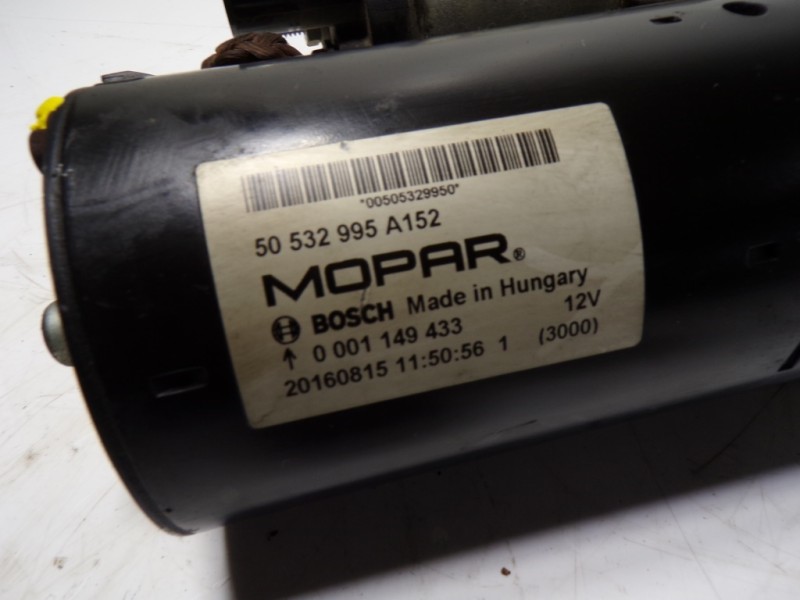 *00505329950*
50 532 995 A152
MOPAR®
BOSCH Made in Hungary
12V
0 001 149 433
(3000)
20160815 11:50:56 1